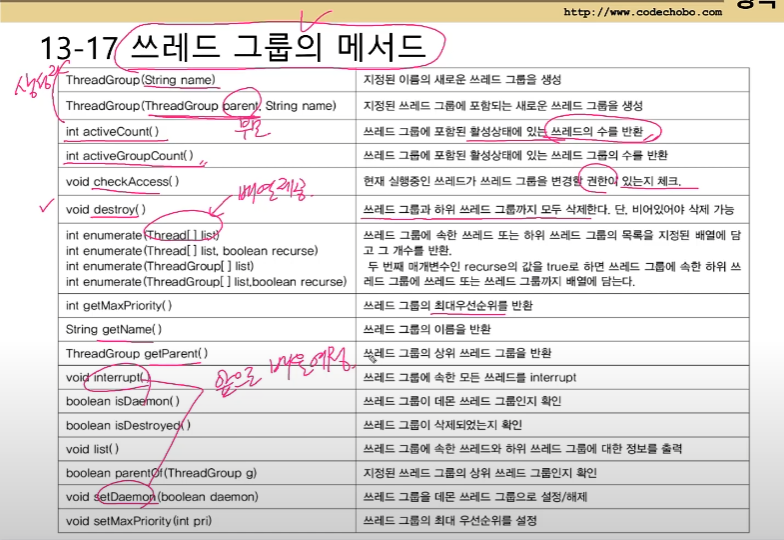 http://www.codechobo.com
13-17 쓰레드 그룹의 메서드
생성자
ThreadGroup(String name)
지정된 이름의 새로운 쓰레드 그룹을 생성
ThreadGroup(ThreadGroup parent, String name)
지정된 쓰레드 그룹에 포함되는 새로운 쓰레드 그룹을 생성
부모
int activeCount()
쓰레드 그룹에 포함된 활성상태에 있는 쓰레드의 수를 반환
int activeGroupCount()
쓰레드 그룹에 포함된 활성상태에 있는 쓰레드 그룹의 수를 반환
void checkAccess()
현재 실행중인 쓰레드가 쓰레드 그룹을 변경할 권한이 있는지 체크.
배열제공
void destroy()
쓰레드 그룹과 하위 쓰레드 그룹까지 모두 삭제한다. 단, 비어있어야 삭제 가능
int enumerate(Thread[] list)
int enumerate(Thread[] list, boolean recurse)
int enumerate(ThreadGroup[] list)
int enumerate(ThreadGroup[] list,boolean recurse)
쓰레드 그룹에 속한 쓰레드 또는 하위 쓰레드 그룹의 목록을 지정된 배열에 담
고 그 개수를 반환.
두 번째 매개변수인 recurse의 값을 true로 하면 쓰레드 그룹에 속한 하위 쓰
레드 그룹에 쓰레드 또는 쓰레드 그룹까지 배열에 담는다.
int getMaxPriority()
쓰레드 그룹의 최대우선순위를 반환
String getName()
쓰레드 그룹의 이름을 반환
ThreadGroup getParent()
쓰레드 그룹의 상위 쓰레드 그룹을 반환
앞으로 배울예정.
void interrupt()
쓰레드 그룹에 속한 모든 쓰레드를 interrupt
boolean isDaemon()
쓰레드 그룹이 데몬 쓰레드 그룹인지 확인
boolean isDestroyed()
쓰레드 그룹이 삭제되었는지 확인
void list()
쓰레드 그룹에 속한 쓰레드와 하위 쓰레드 그룹에 대한 정보를 출력
boolean parentOf(ThreadGroup g)
지정된 쓰레드 그룹의 상위 쓰레드 그룹인지 확인
void setDaemon(boolean daemon)
쓰레드 그룹을 데몬 쓰레드 그룹으로 설정/해제
void setMaxPriority(int pri)
쓰레드 그룹의 최대 우선순위를 설정